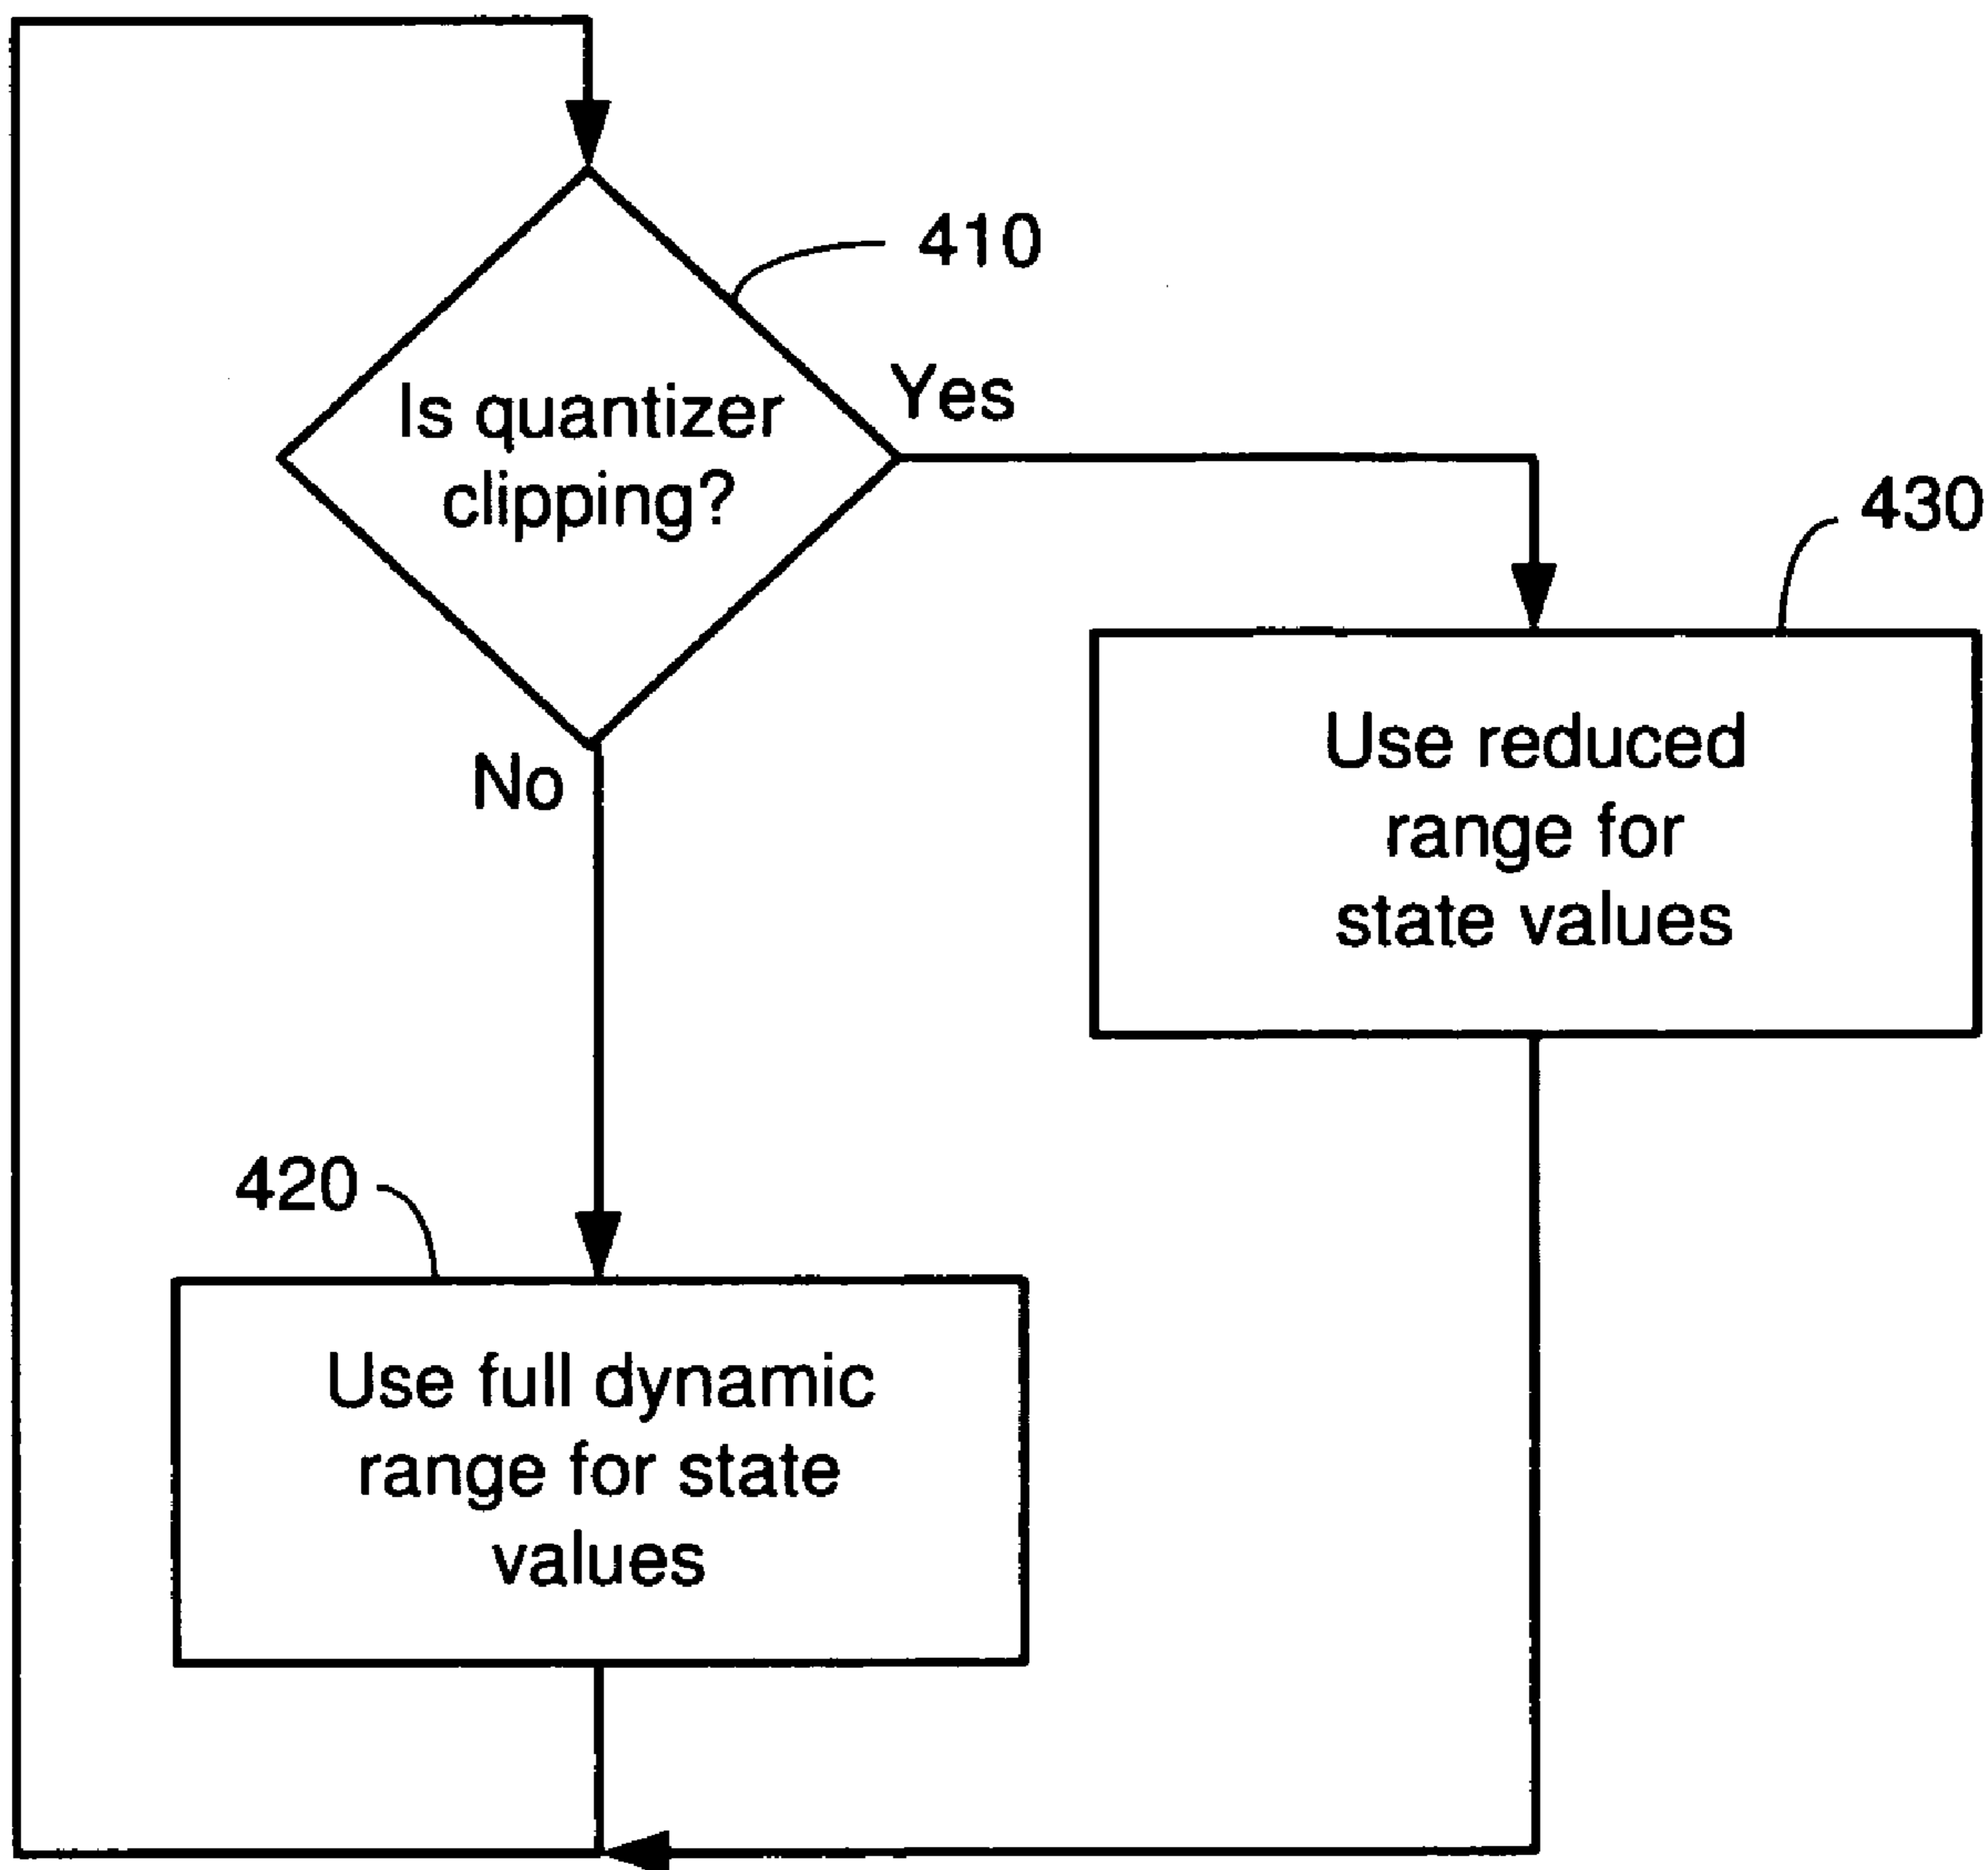 410
Is quantizer
clipping?
Yes
No
430
Use reduced
range for
state values
420
Use full dynamic
range for state
values